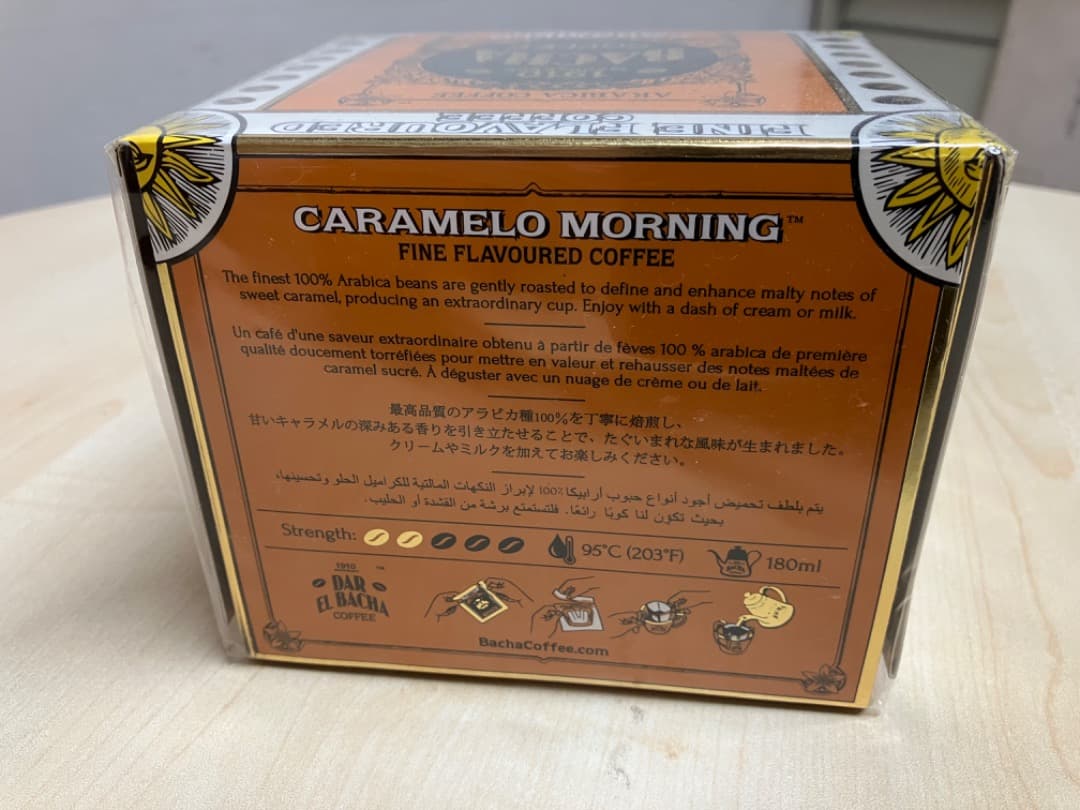 ARABICA COFFEE
1910
BACHA
FINE FLAVOURED
COFFEE
CARAMELO MORNING™
FINE FLAVOURED COFFEE
The finest 100% Arabica beans are gently roasted to define and enhance malty notes of
sweet caramel, producing an extraordinary cup. Enjoy with a dash of cream or milk.
Un café d'une saveur extraordinaire obtenu à partir de fèves 100 % arabica de première
qualité doucement torréfiées pour mettre en valeur et rehausser des notes maltées de
caramel sucré. À déguster avec un nuage de crème ou de lait.
最高品質のアラビカ種100%を丁寧に焙煎し、
甘いキャラメルの深みある香りを引き立たせることで、たぐいまれな風味が生まれました。
クリームやミルクを加えてお楽しみください。
يتم بلطف تحميص أجود أنواع حبوب أرابيكا 100٪ لإبراز النكهات المالتية للكراميل الحلو وتحسينها،
بحيث تكوّن لنا كوبًا رائعًا. فلتستمتع برشة من القشدة أو الحليب.
Strength: 95°C (203°F) 180ml
1910
DAR ™
EL BACHA
COFFEE
BachaCoffee.com